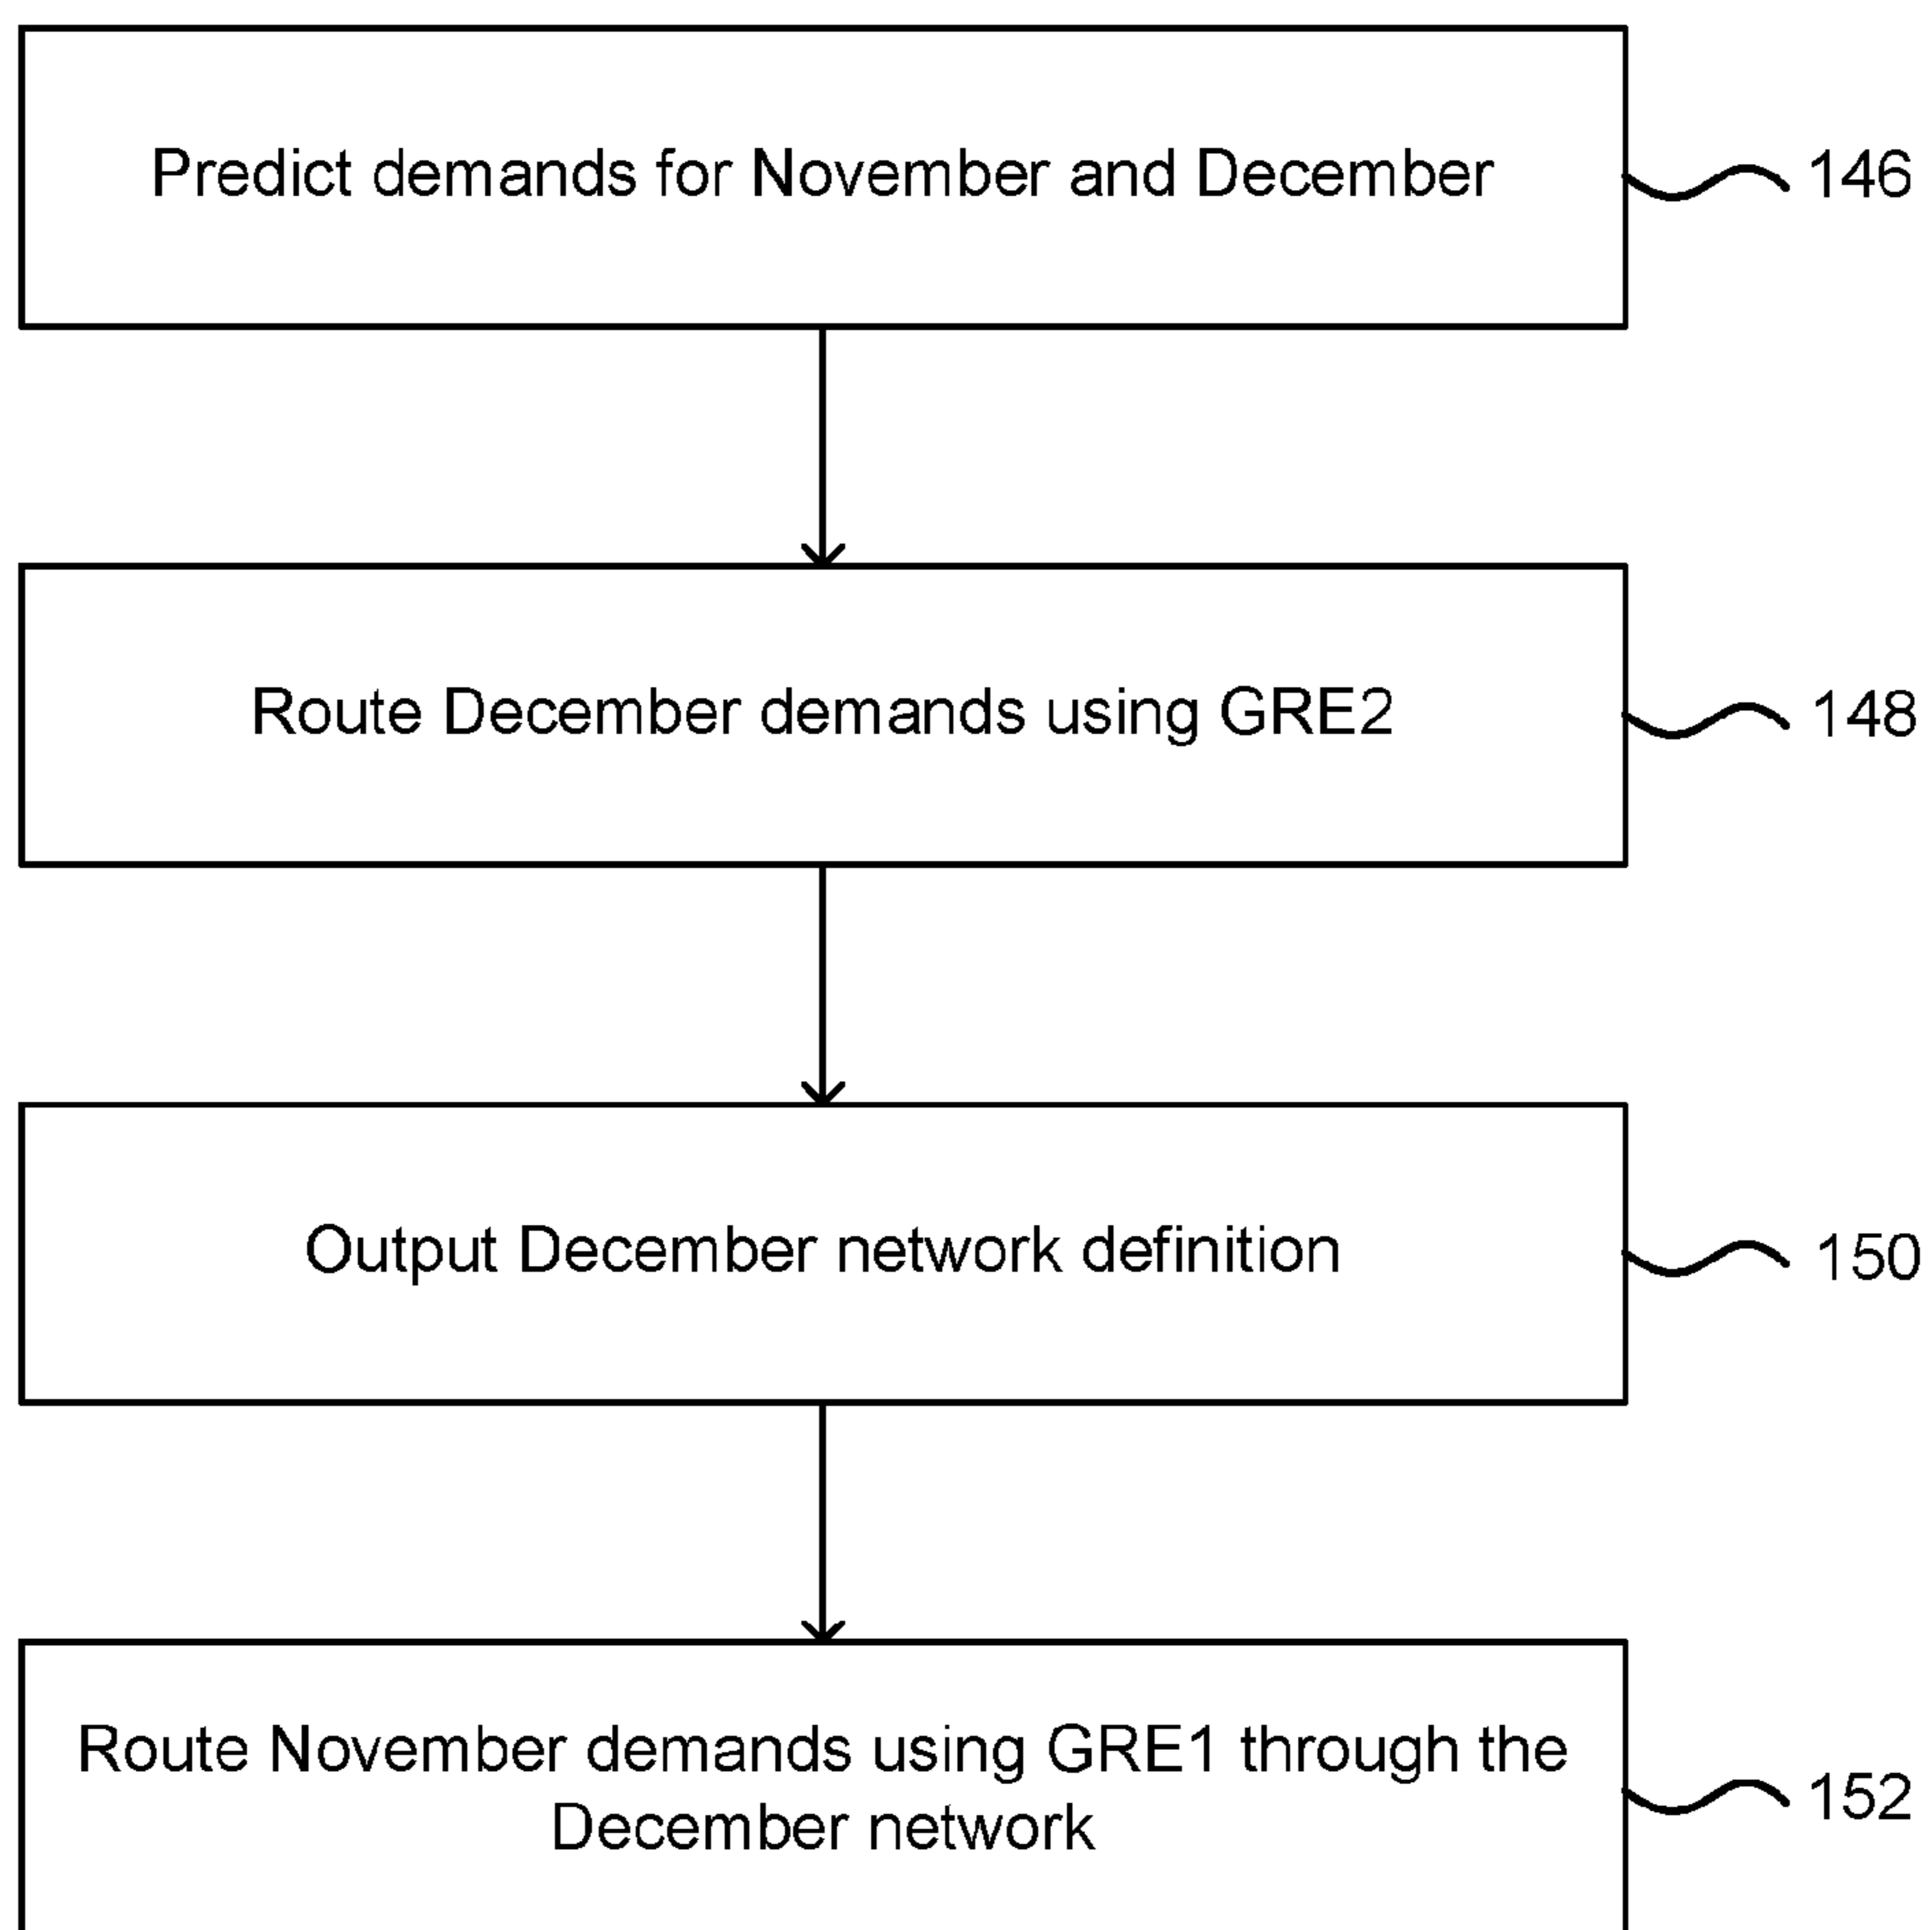 Predict demands for November and December
146
Route December demands using GRE2
148
Output December network definition
150
Route November demands using GRE1 through the
December network
152